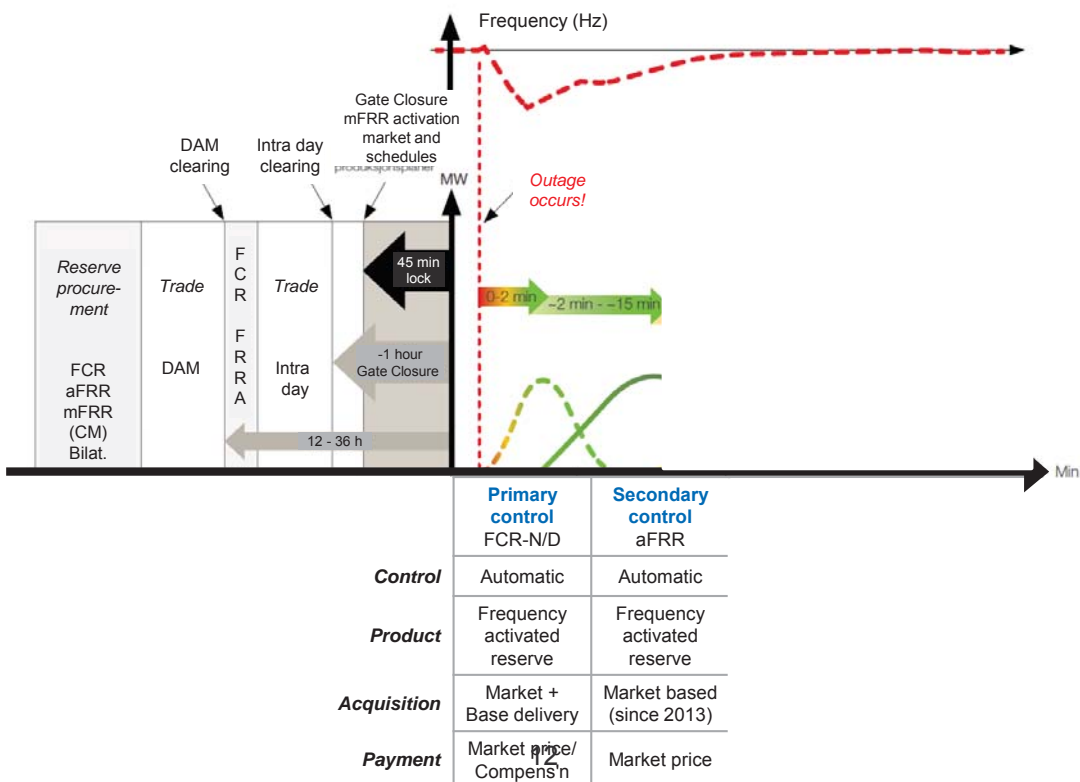 Frequency (Hz)
Gate Closure
mFRR activation
market and
schedules
produksjonsplaner
DAM
clearing
Intra day
clearing
MW
Outage
occurs!
Reserve
procure-
ment
FCR
aFRR
mFRR
(CM)
Bilat.
Trade
DAM
F
C
R
F
R
R
A
Trade
Intra
day
45 min
lock
-1 hour
Gate Closure
12 - 36 h
0-2 min
~2 min - ~15 min
Min
Primary
control
FCR-N/D
Secondary
control
aFRR
Control
Automatic
Automatic
Product
Frequency
activated
reserve
Frequency
activated
reserve
Acquisition
Market +
Base delivery
Market based
(since 2013)
Payment
Market price/
Compens'n
Market price
12